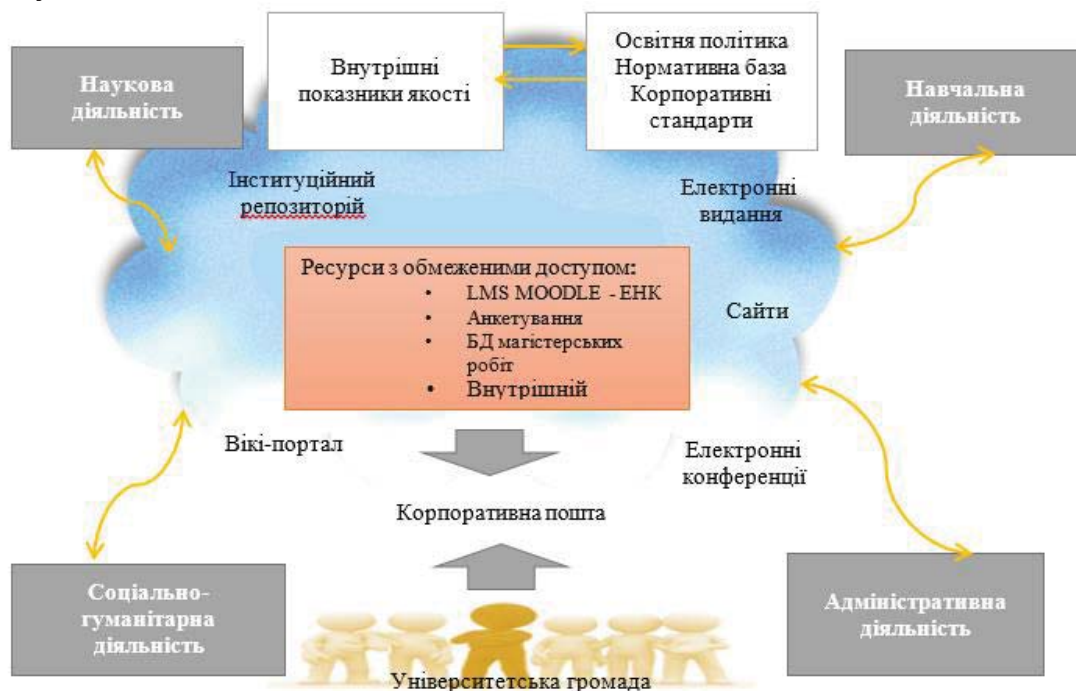 Наукова
діяльність
Внутрішні
показники якості
Освітня політика
Нормативна база
Корпоративні
стандарти
Навчальна
діяльність
Інституційний
репозиторій
Електронні
видання
Ресурси з обмеженими доступом:
• LMS MOODLE - ЕНК
• Анкетування
• БД магістерських
робіт
• Внутрішній
Сайти
Вікі-портал
Електронні
конференції
Корпоративна пошта
Соціально-
гуманітарна
діяльність
Адміністративна
діяльність
Університетська громада